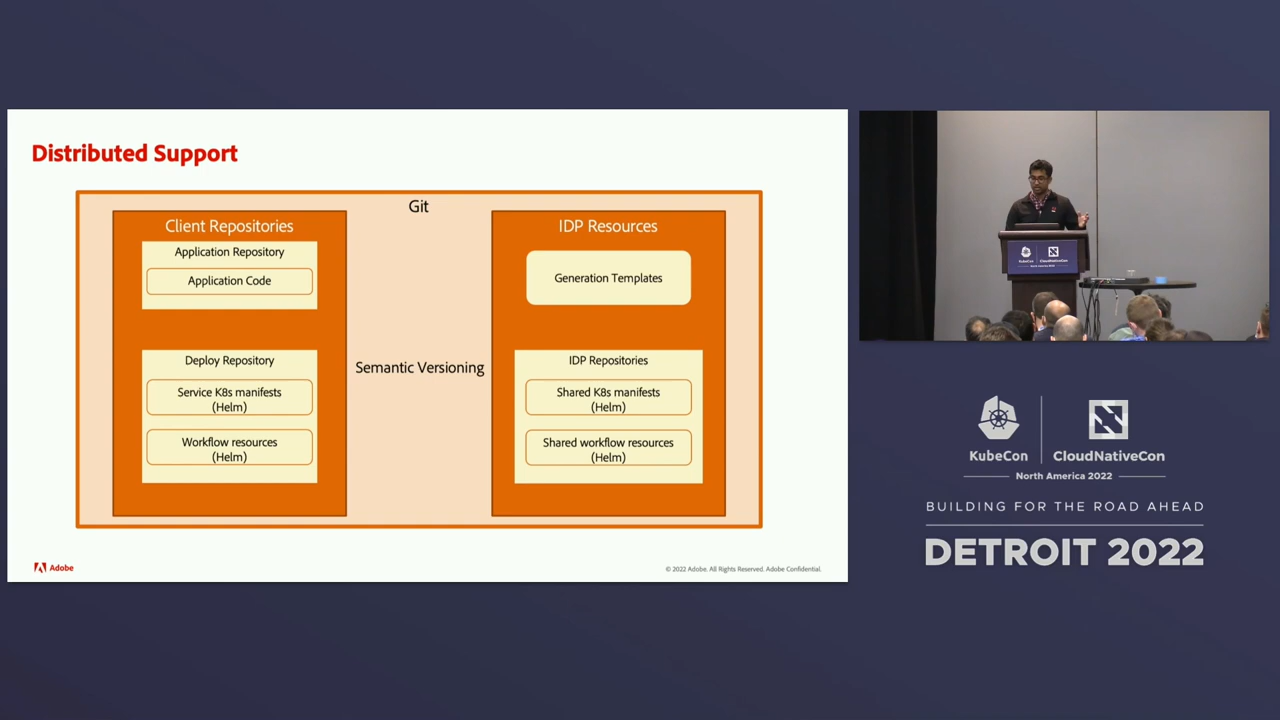 Distributed Support
Git
Client Repositories
Application Repository
Application Code
Deploy Repository
Service K8s manifests
(Helm)
Workflow resources
(Helm)
Semantic Versioning
IDP Resources
Generation Templates
IDP Repositories
Shared K8s manifests
(Helm)
Shared workflow resources
(Helm)
Adobe
© 2022 Adobe. All Rights Reserved. Adobe Confidential.
KubeCon
CloudNativeCon
KubeCon
CloudNativeCon
North America 2022
BUILDING FOR THE ROAD AHEAD
DETROIT 2022